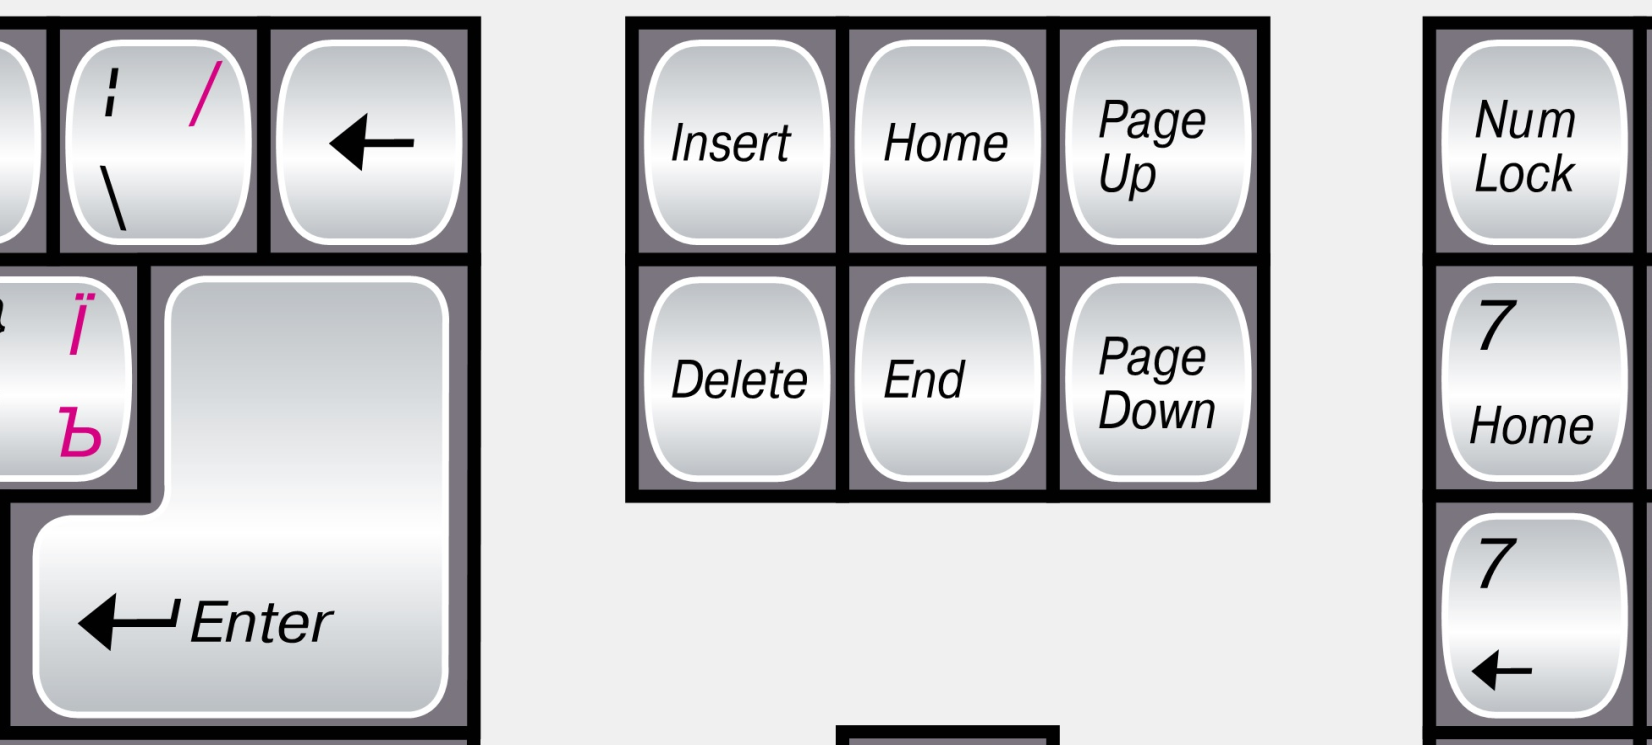 ¦ /
\
Insert
Home
Page
Up
Num
Lock
Ї
Ъ
Delete
End
Page
Down
7
Home
Enter
7